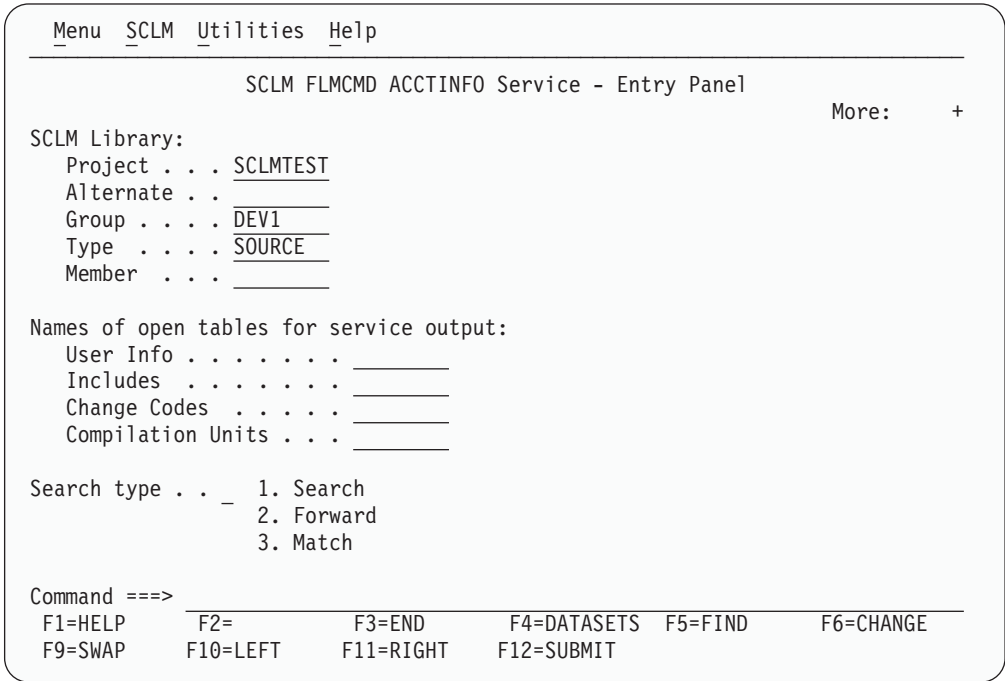 Menu SCLM Utilities Help
SCLM FLMCMD ACCTINFO Service - Entry Panel
More: +
SCLM Library:
Project . . . SCLMTEST
Alternate . .
Group . . . . DEV1
Type . . . . SOURCE
Member . . .
Names of open tables for service output:
User Info . . . . . . .
Includes . . . . . . .
Change Codes . . . . .
Compilation Units . . .
Search type . . _ 1. Search
2. Forward
3. Match
Command ===>
F1=HELP F2= F3=END F4=DATASETS F5=FIND F6=CHANGE
F9=SWAP F10=LEFT F11=RIGHT F12=SUBMIT